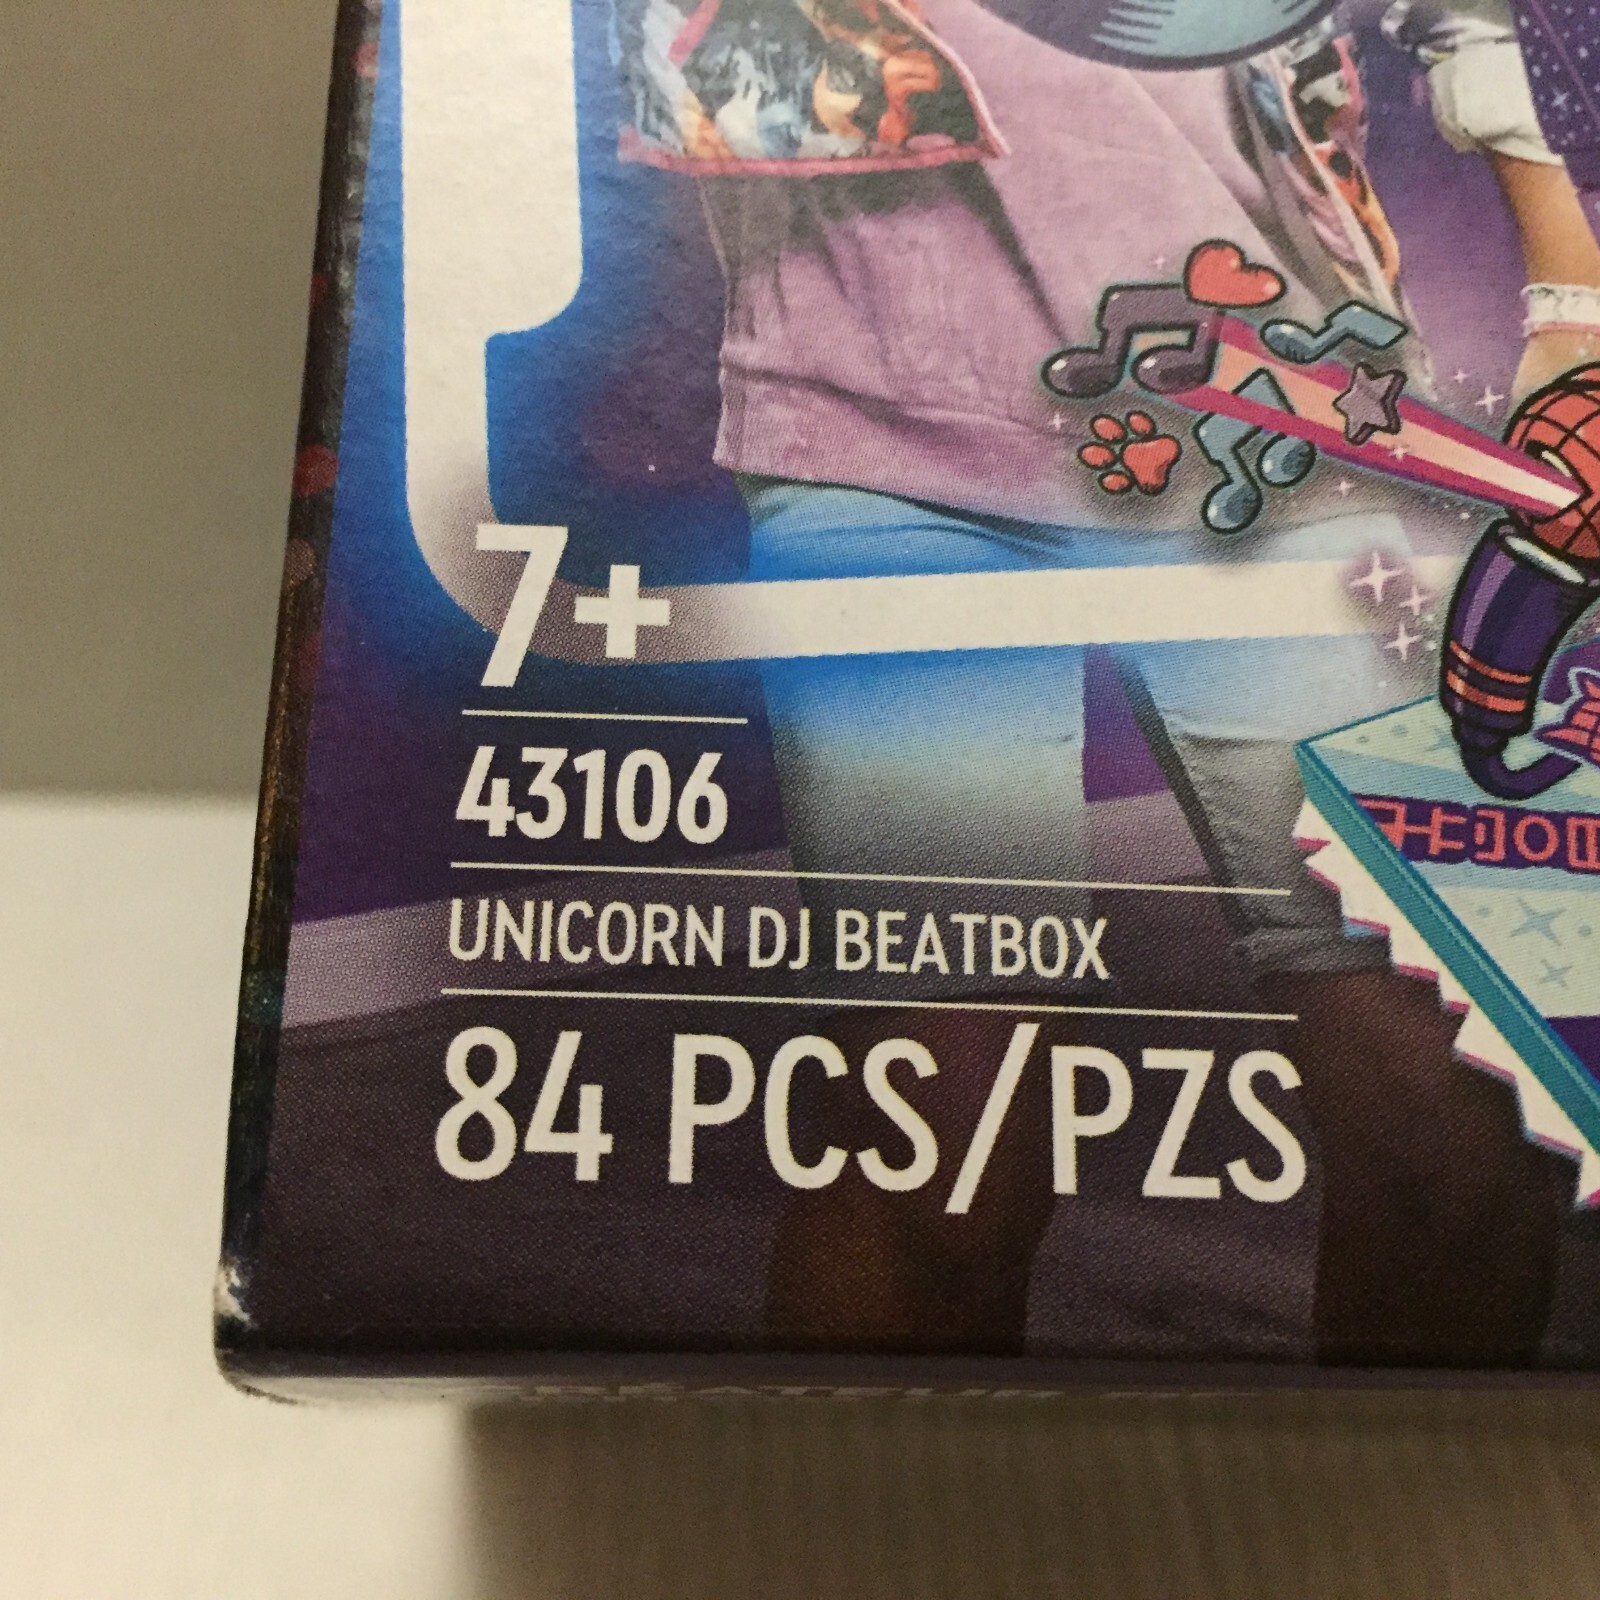 7+
43106
UNICORN DJ BEATBOX
84 PCS/PZS